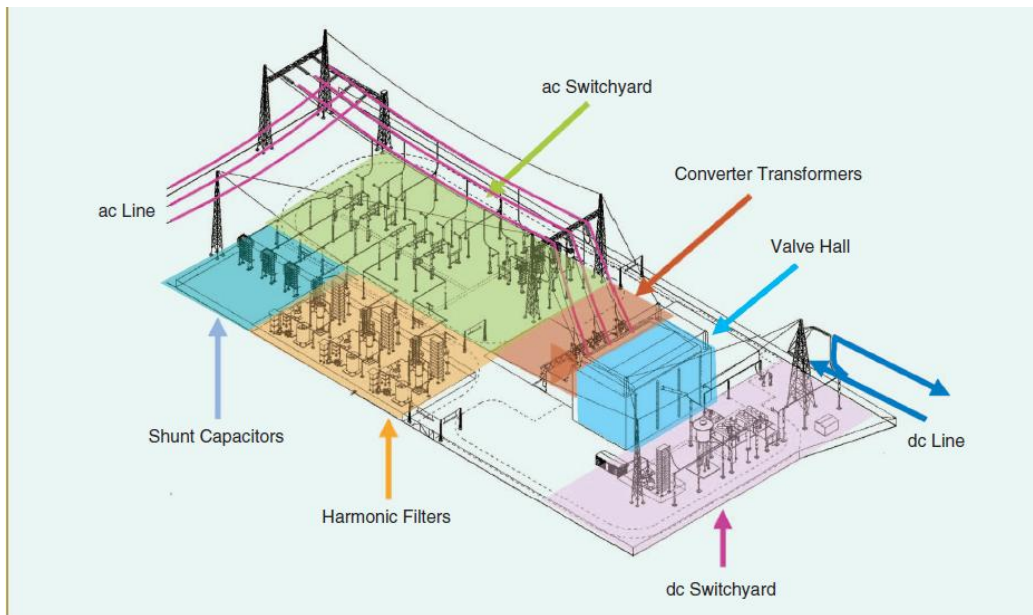 ac Switchyard
Converter Transformers
ac Line
Valve Hall
dc Line
Shunt Capacitors
Harmonic Filters
dc Switchyard